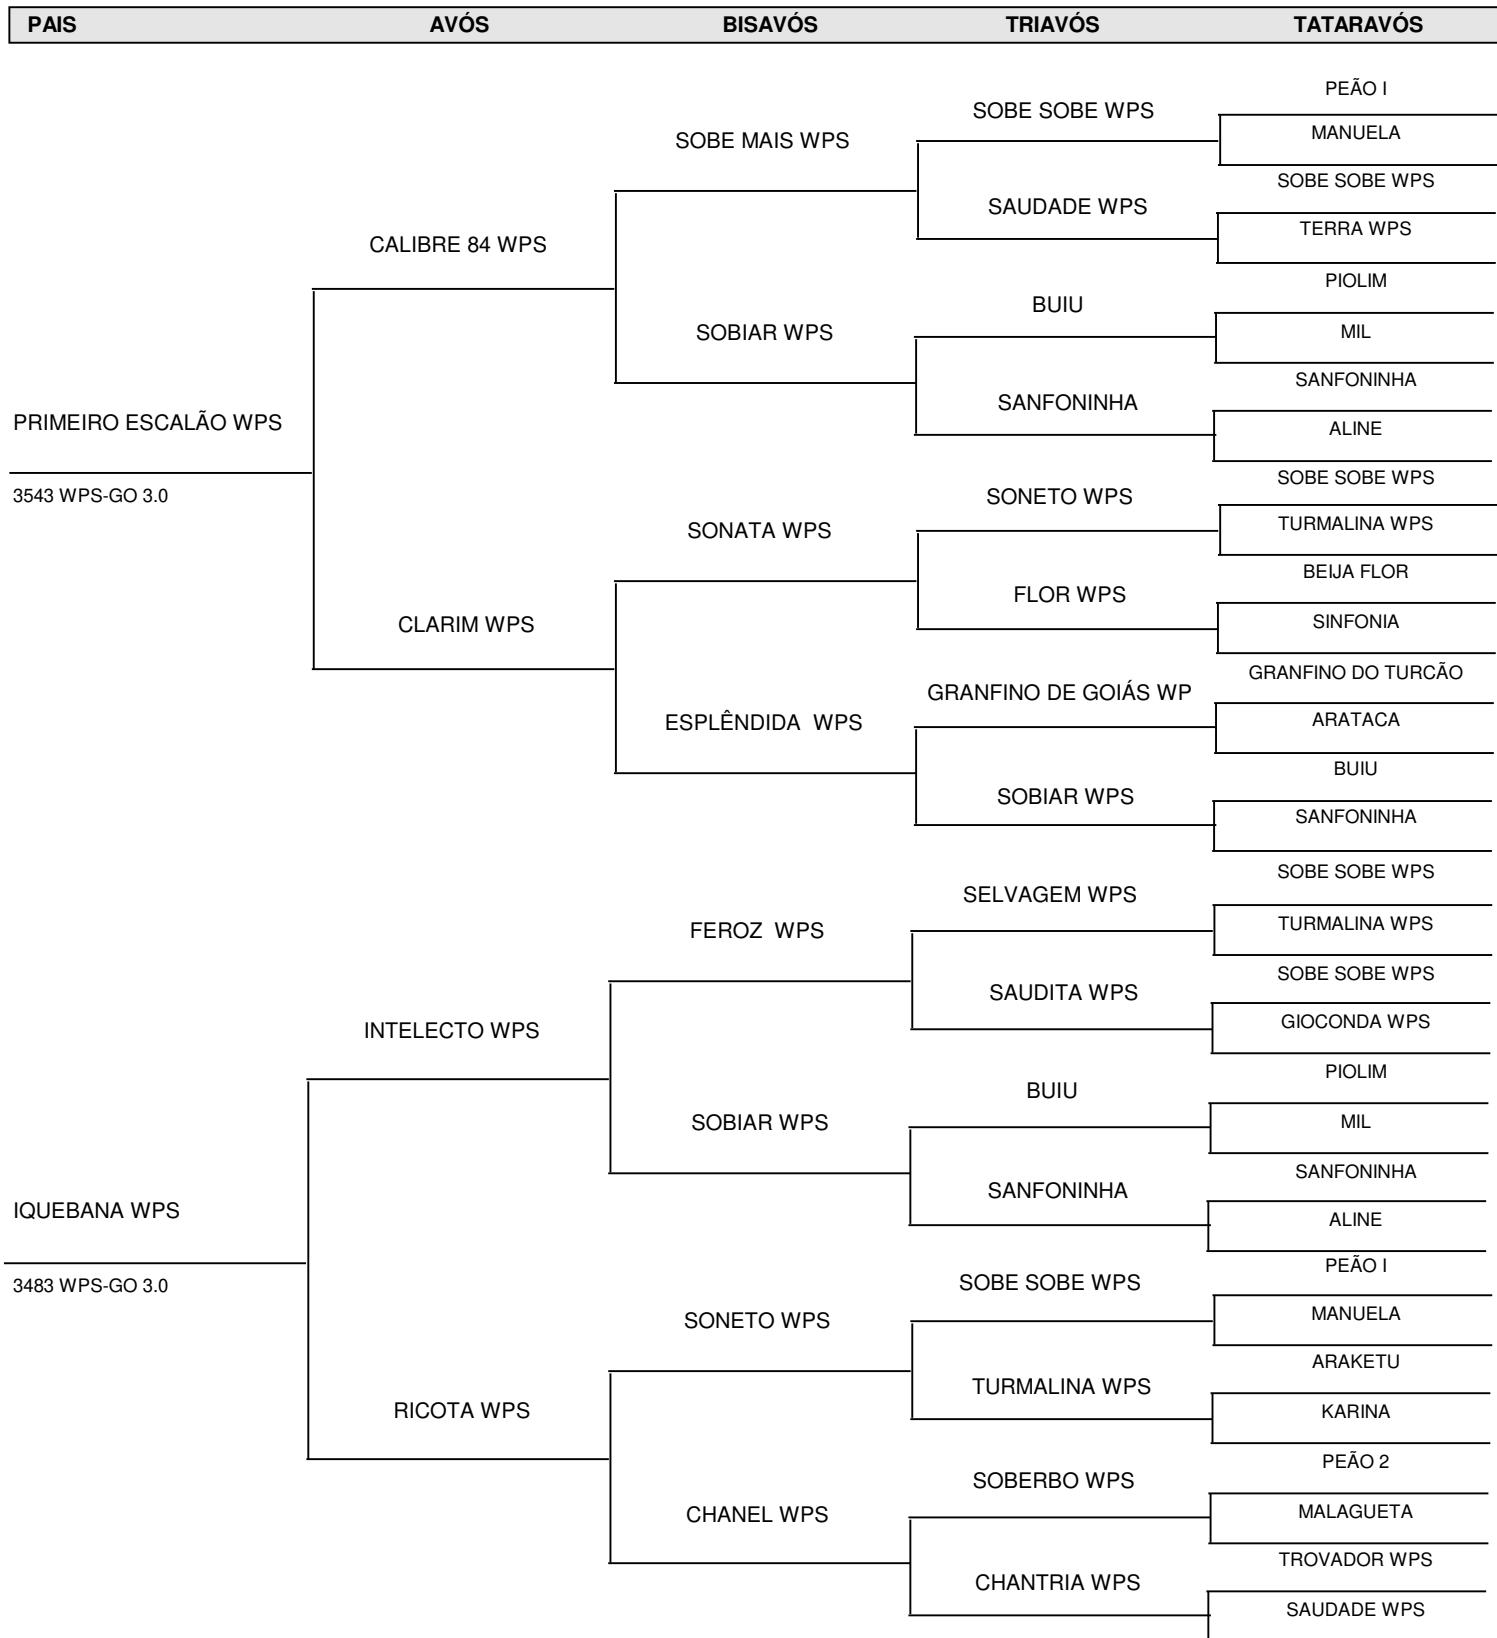 PAIS AVÓS BISAVÓS TRIAVÓS TATARAVÓS
PEÃO I
SOBE SOBE WPS
MANUELA
SOBE MAIS WPS
SOBE SOBE WPS
SAUDADE WPS
TERRA WPS
CALIBRE 84 WPS
PIOLIM
BUIU
MIL
SOBIAR WPS
SANFONINHA
SANFONINHA
ALINE
PRIMEIRO ESCALÃO WPS
3543 WPS-GO 3.0
SOBE SOBE WPS
SONETO WPS
TURMALINA WPS
SONATA WPS
BEIJA FLOR
FLOR WPS
SINFONIA
CLARIM WPS
GRANFINO DO TURCÃO
GRANFINO DE GOIÁS WP
ARATACA
ESPLÊNDIDA WPS
BUIU
SOBIAR WPS
SANFONINHA
SOBE SOBE WPS
SELVAGEM WPS
TURMALINA WPS
FEROZ WPS
SOBE SOBE WPS
SAUDITA WPS
GIOCONDA WPS
INTELECTO WPS
PIOLIM
BUIU
MIL
SOBIAR WPS
SANFONINHA
SANFONINHA
ALINE
IQUEBANA WPS
3483 WPS-GO 3.0
PEÃO I
SOBE SOBE WPS
MANUELA
SONETO WPS
ARAKETU
TURMALINA WPS
KARINA
RICOTA WPS
PEÃO 2
SOBERBO WPS
MALAGUETA
CHANEL WPS
TROVADOR WPS
CHANTRIA WPS
SAUDADE WPS